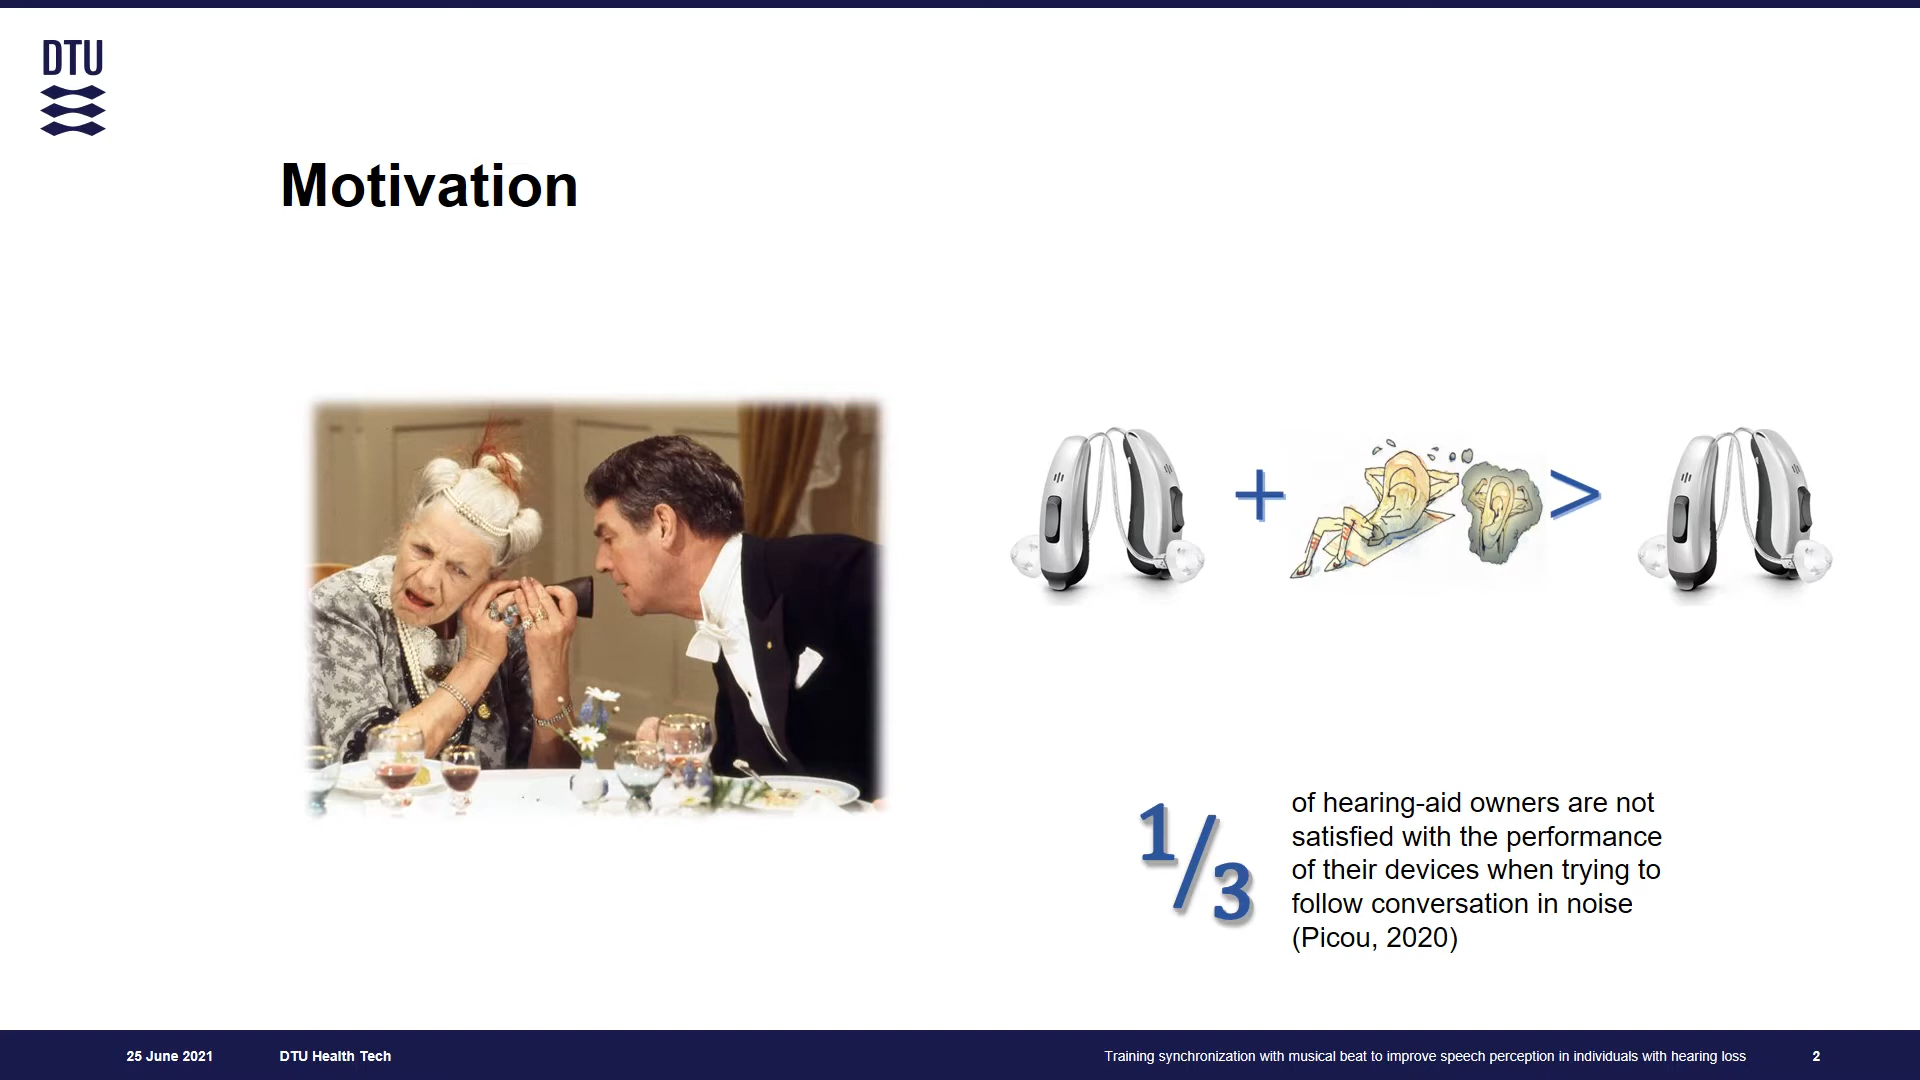 DTU
Motivation
+
>
1/3
of hearing-aid owners are not
satisfied with the performance
of their devices when trying to
follow conversation in noise
(Picou, 2020)
25 June 2021
DTU Health Tech
Training synchronization with musical beat to improve speech perception in individuals with hearing loss
2